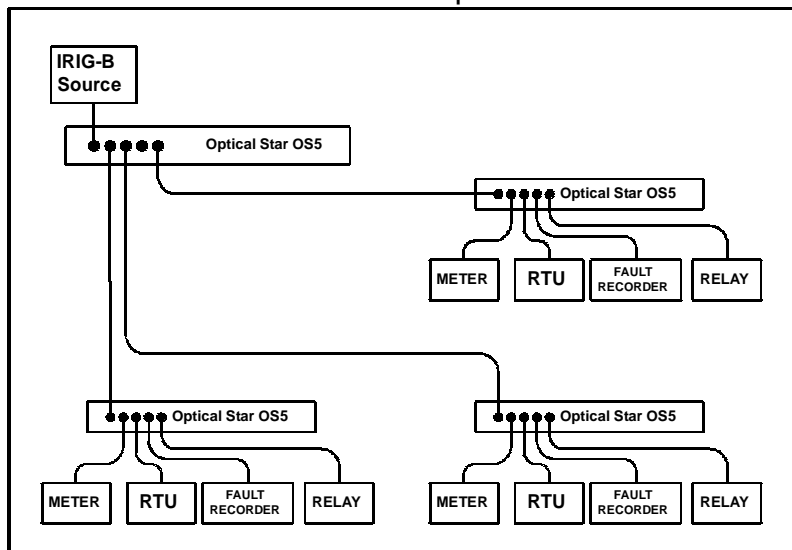 IRIG-B
Source
Optical Star OS5
Optical Star OS5
METER
RTU
FAULT
RECORDER
RELAY
Optical Star OS5
METER
RTU
FAULT
RECORDER
RELAY
Optical Star OS5
METER
RTU
FAULT
RECORDER
RELAY